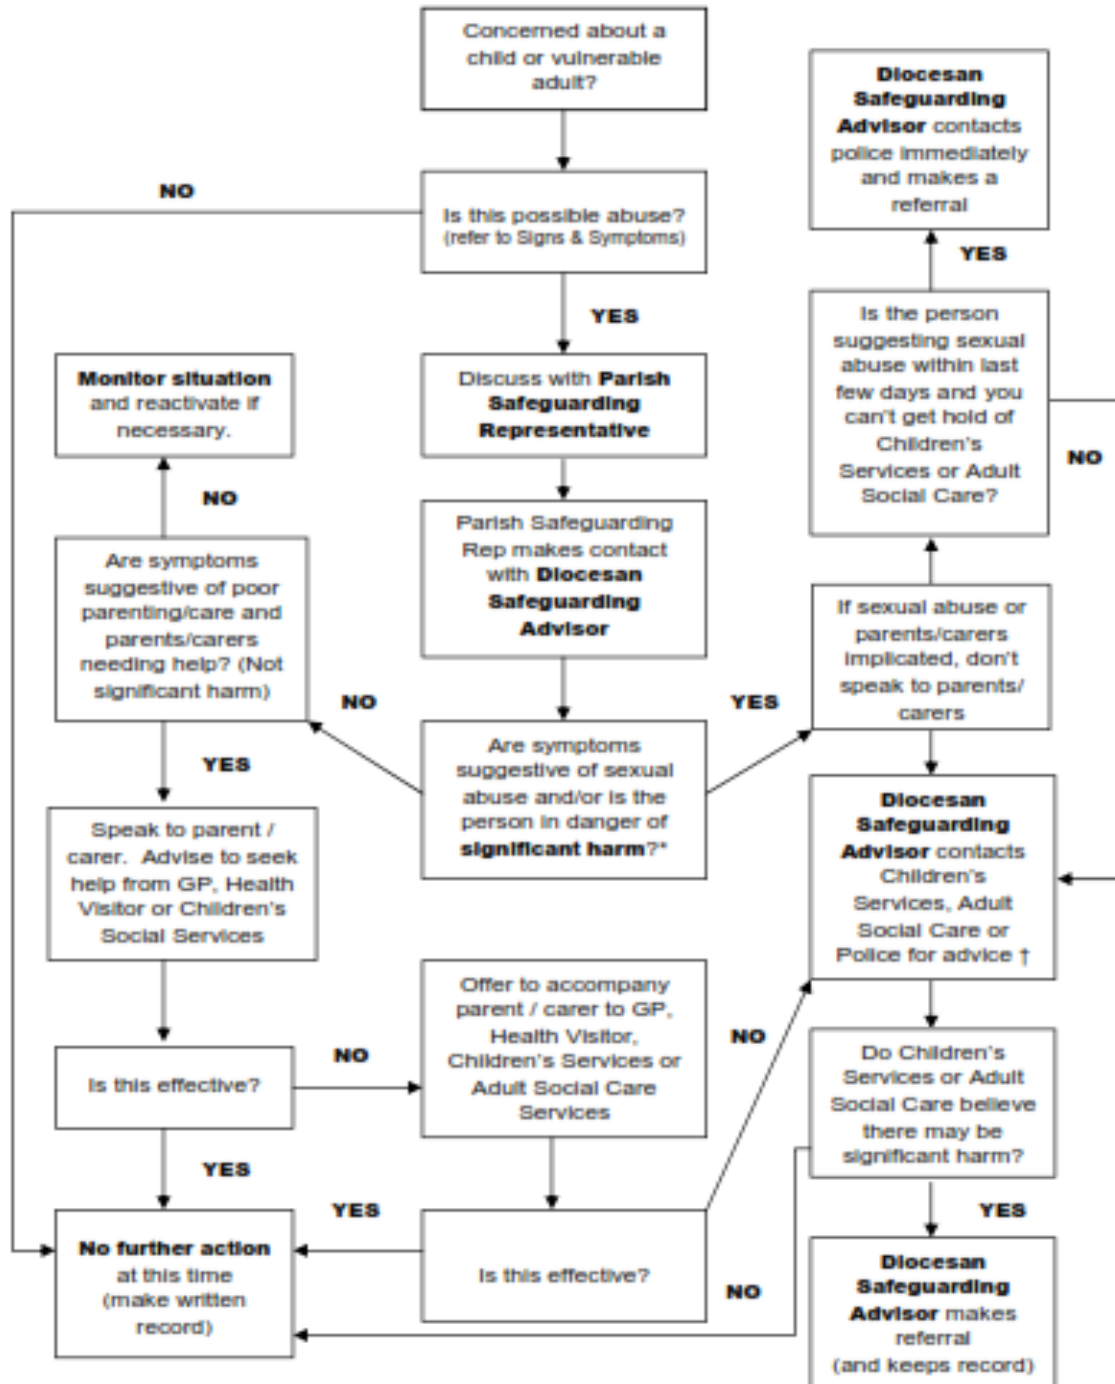 Concerned about a
child or vulnerable
adult?
NO
Is this possible abuse?
(refer to Signs & Symptoms)
YES
Discuss with Parish
Safeguarding
Representative
Parish Safeguarding
Rep makes contact
with Diocesan
Safeguarding
Advisor
Are symptoms
suggestive of sexual
abuse and/or is the
person in danger of
significant harm?*
NO
YES
Monitor situation
and reactivate if
necessary.
NO
Are symptoms
suggestive of poor
parenting/care and
parents/carers
needing help? (Not
significant harm)
YES
Speak to parent /
carer. Advise to seek
help from GP, Health
Visitor or Children's
Social Services
Is this effective?
NO
YES
Offer to accompany
parent / carer to GP,
Health Visitor,
Children's Services or
Adult Social Care
Services
Is this effective?
YES
NO
No further action
at this time
(make written
record)
Diocesan
Safeguarding
Advisor contacts
police immediately
and makes a
referral
YES
Is the person
suggesting sexual
abuse within last
few days and you
can't get hold of
Children's
Services or Adult
Social Care?
NO
If sexual abuse or
parents/carers
implicated, don't
speak to parents/
carers
Diocesan
Safeguarding
Advisor contacts
Children's
Services, Adult
Social Care or
Police for advice †
Do Children's
Services or Adult
Social Care believe
there may be
significant harm?
YES
NO
Diocesan
Safeguarding
Advisor makes
referral
(and keeps record)